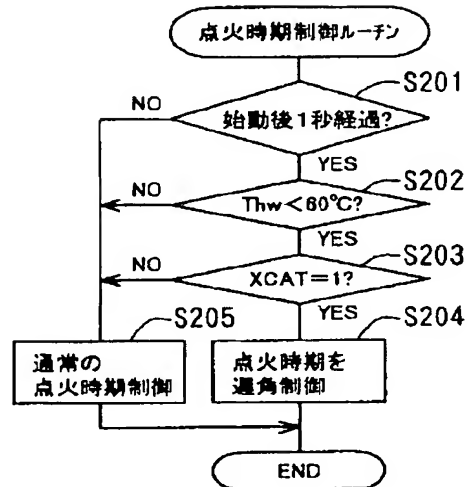 点火時期制御ルーチン
S201
NO
始動後1秒経過?
YES
S202
NO
Thw<60℃?
YES
S203
NO
XCAT=1?
YES
S205
S204
通常の
点火時期制御
点火時期を
遅角制御
END